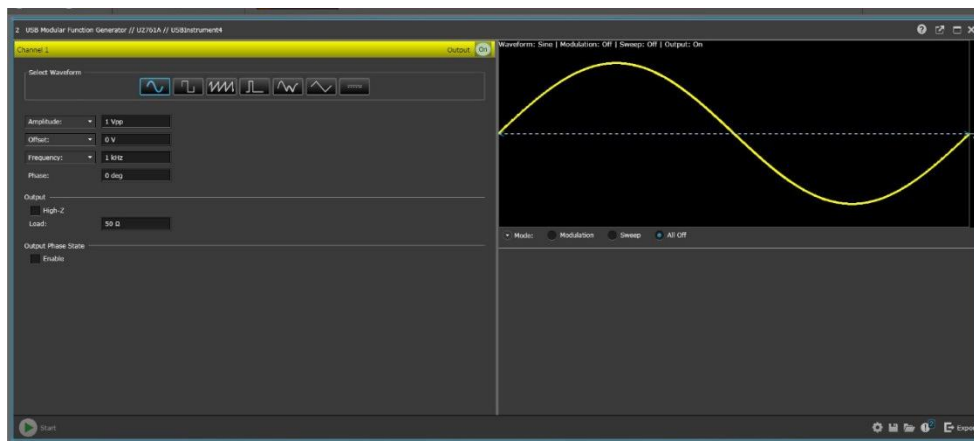 2 USB Modular Function Generator // U2761A // USBInstrument4
Channel 1 Output On
Waveform: Sine | Modulation: Off | Sweep: Off | Output: On
Select Waveform
Amplitude: 1 Vpp
Offset: 0 V
Frequency: 1 kHz
Phase: 0 deg
Output
High-Z
Load: 50 Ω
Output Phase State
Enable
Mode: Modulation Sweep All Off
Start
Export